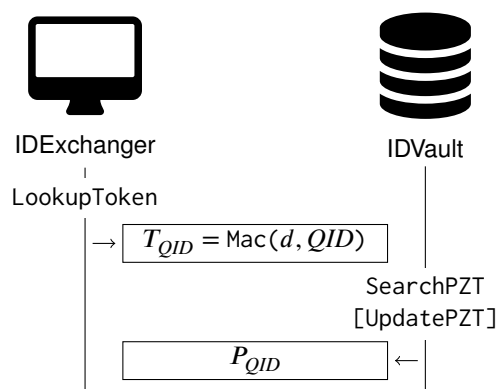 IDExchanger
IDVault
LookupToken
→ T_QID = Mac(d, QID)
SearchPZT
[UpdatePZT]
P_QID ←